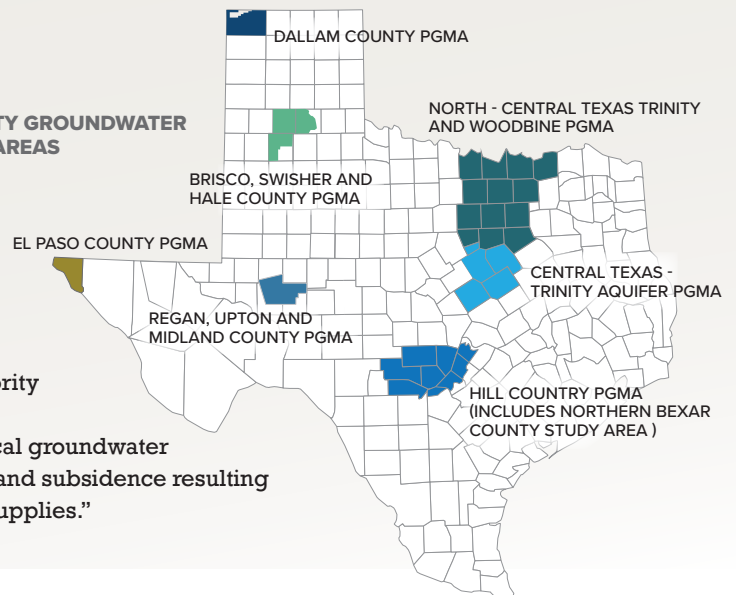 DALLAM COUNTY PGMA
TY GROUNDWATER
AREAS
NORTH - CENTRAL TEXAS TRINITY
AND WOODBINE PGMA
BRISCO, SWISHER AND
HALE COUNTY PGMA
EL PASO COUNTY PGMA
CENTRAL TEXAS -
TRINITY AQUIFER PGMA
REGAN, UPTON AND
MIDLAND COUNTY PGMA
HILL COUNTRY PGMA
(INCLUDES NORTHERN BEXAR
COUNTY STUDY AREA )
ority
cal groundwater
and subsidence resulting
upplies.”